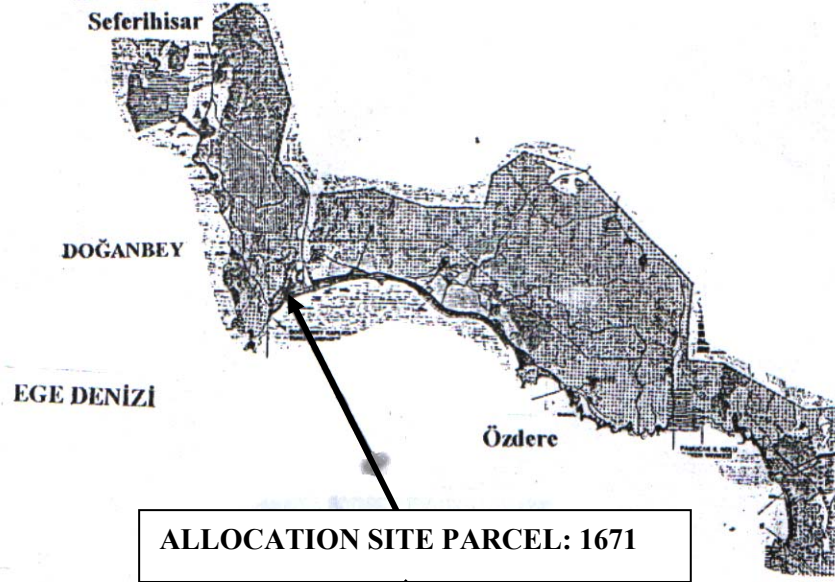 Seferihisar
DOĞANBEY
EGE DENİZİ
Özdere
ALLOCATION SITE PARCEL: 1671